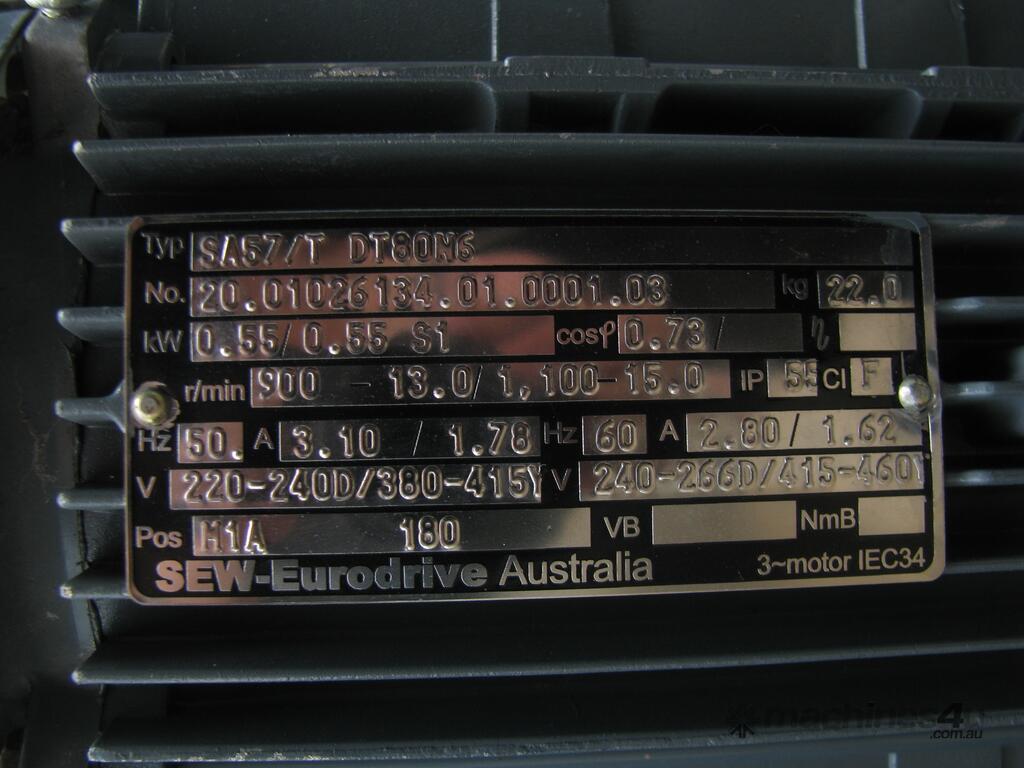 Typ SA57/T DT80N6
No. 20.01026134.01.0001.03 kg 22.0
kW 0.55/0.55 S1 cosφ 0.73/ η
r/min 900 -13.0/1,100-15.0 IP 55 Cl F
Hz 50. A 3.10 / 1.78 Hz 60 A 2.80/ 1.62
V 220-240D/380-415Y V 240-266D/415-460Y
Pos M1A 180 VB NmB
SEW-Eurodrive Australia 3~motor IEC34
machines4u
.com.au